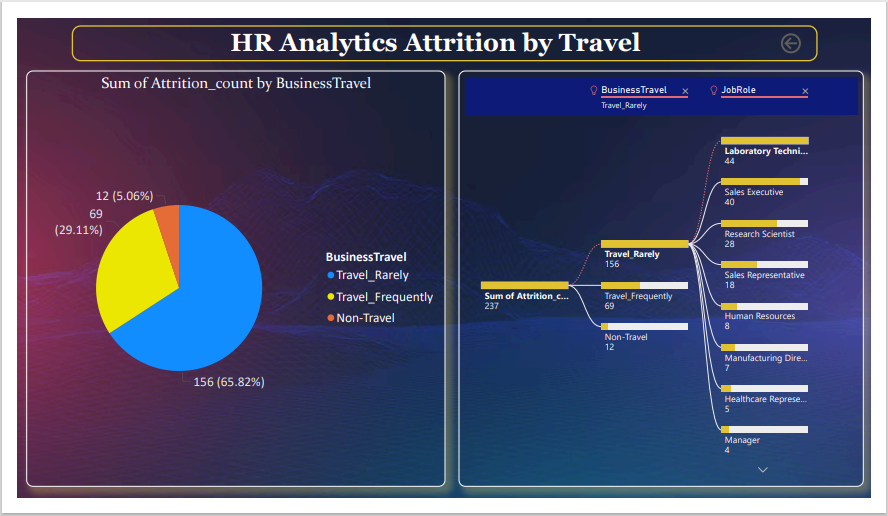 HR Analytics Attrition by Travel
Sum of Attrition_count by BusinessTravel
12 (5.06%)
69
(29.11%)
156 (65.82%)
BusinessTravel
Travel_Rarely
Travel_Frequently
Non-Travel
BusinessTravel
Travel_Rarely
JobRole
Sum of Attrition_c...
237
Travel_Rarely
156
Travel_Frequently
69
Non-Travel
12
Laboratory Techni...
44
Sales Executive
40
Research Scientist
28
Sales Representative
18
Human Resources
8
Manufacturing Dire...
7
Healthcare Represe...
5
Manager
4